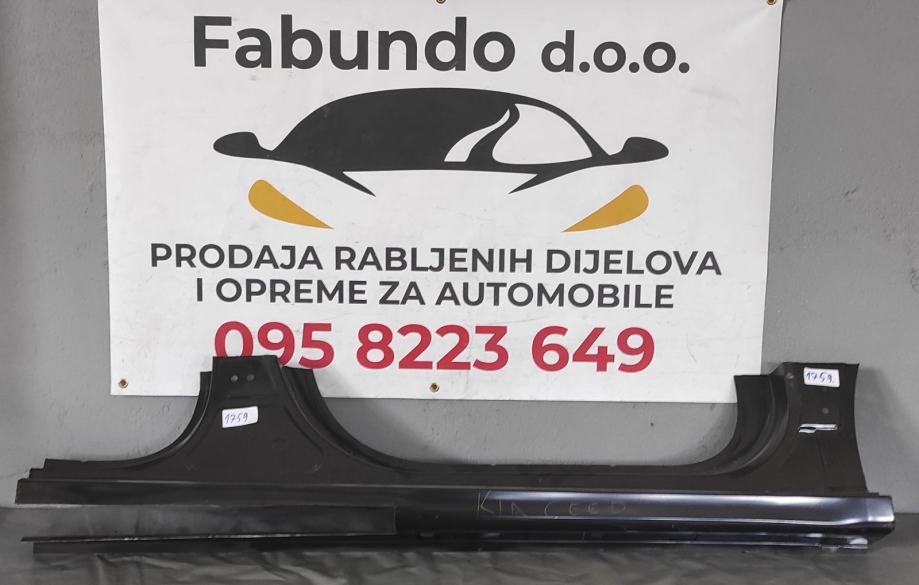 Fabundo d.o.o.
PRODAJA RABLJENIH DIJELOVA
I OPREME ZA AUTOMOBILE
095 8223 649
1759.
1759
KIA CEED